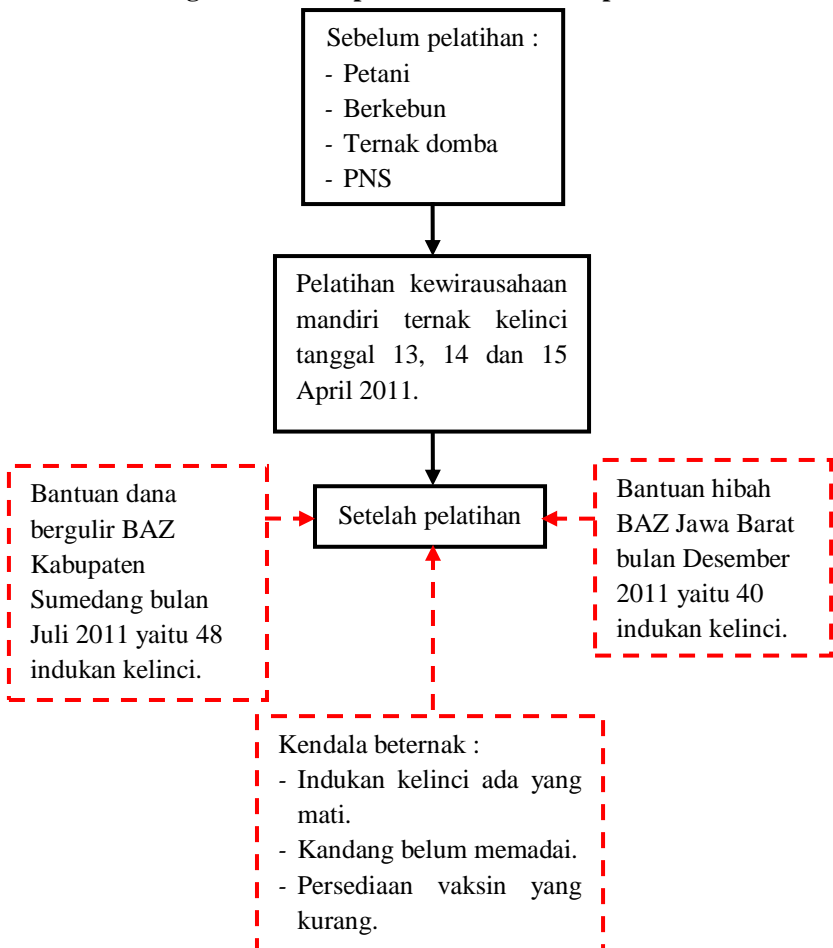 Sebelum pelatihan :
- Petani
- Berkebun
- Ternak domba
- PNS
Pelatihan kewirausahaan
mandiri ternak kelinci
tanggal 13, 14 dan 15
April 2011.
Bantuan dana
bergulir BAZ
Kabupaten
Sumedang bulan
Juli 2011 yaitu 48
indukan kelinci.
Setelah pelatihan
Bantuan hibah
BAZ Jawa Barat
bulan Desember
2011 yaitu 40
indukan kelinci.
Kendala beternak :
- Indukan kelinci ada yang
mati.
- Kandang belum memadai.
- Persediaan vaksin yang
kurang.